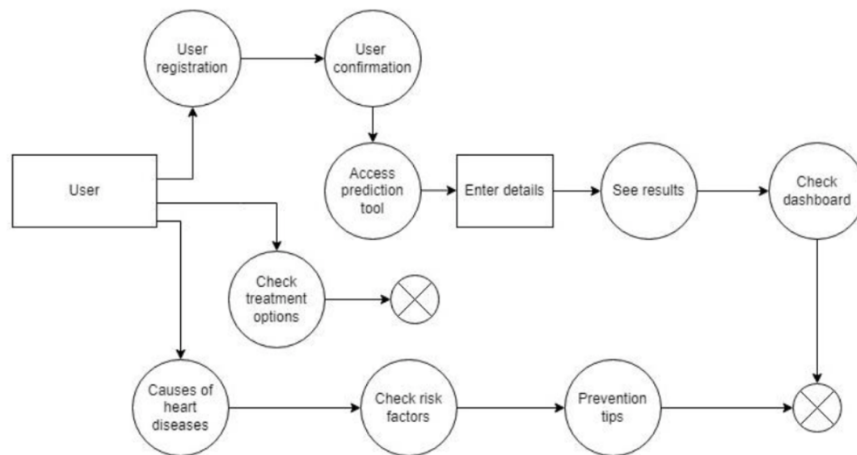 User
registration
User
confirmation
User
Access
prediction
tool
Enter details
See results
Check
dashboard
Check
treatment
options
Causes of
heart
diseases
Check risk
factors
Prevention
tips